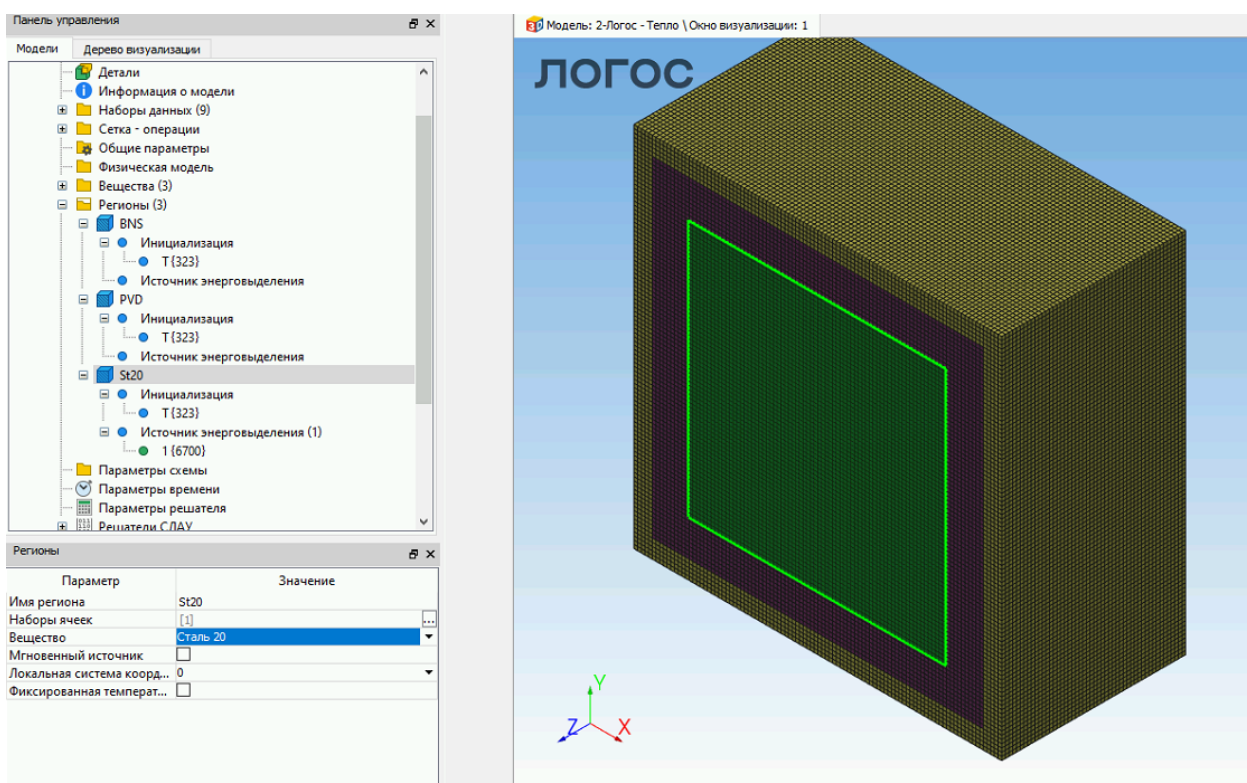 Панель управления
Модели Дерево визуализации
Детали
Информация о модели
Наборы данных (9)
Сетка - операции
Общие параметры
Физическая модель
Вещества (3)
Регионы (3)
BNS
Инициализация
T{323}
Источник энерговыделения
PVD
Инициализация
T{323}
Источник энерговыделения
St20
Инициализация
T{323}
Источник энерговыделения (1)
1{6700}
Параметры схемы
Параметры времени
Параметры решателя
Решатели СЛАУ
Регионы
Параметр Значение
Имя региона St20
Наборы ячеек [1] ...
Вещество Сталь 20
Мгновенный источник
Локальная система коорд... 0
Фиксированная температ...
3D Модель: 2-Логос - Тепло \ Окно визуализации: 1
ЛОГОС
Y
Z X